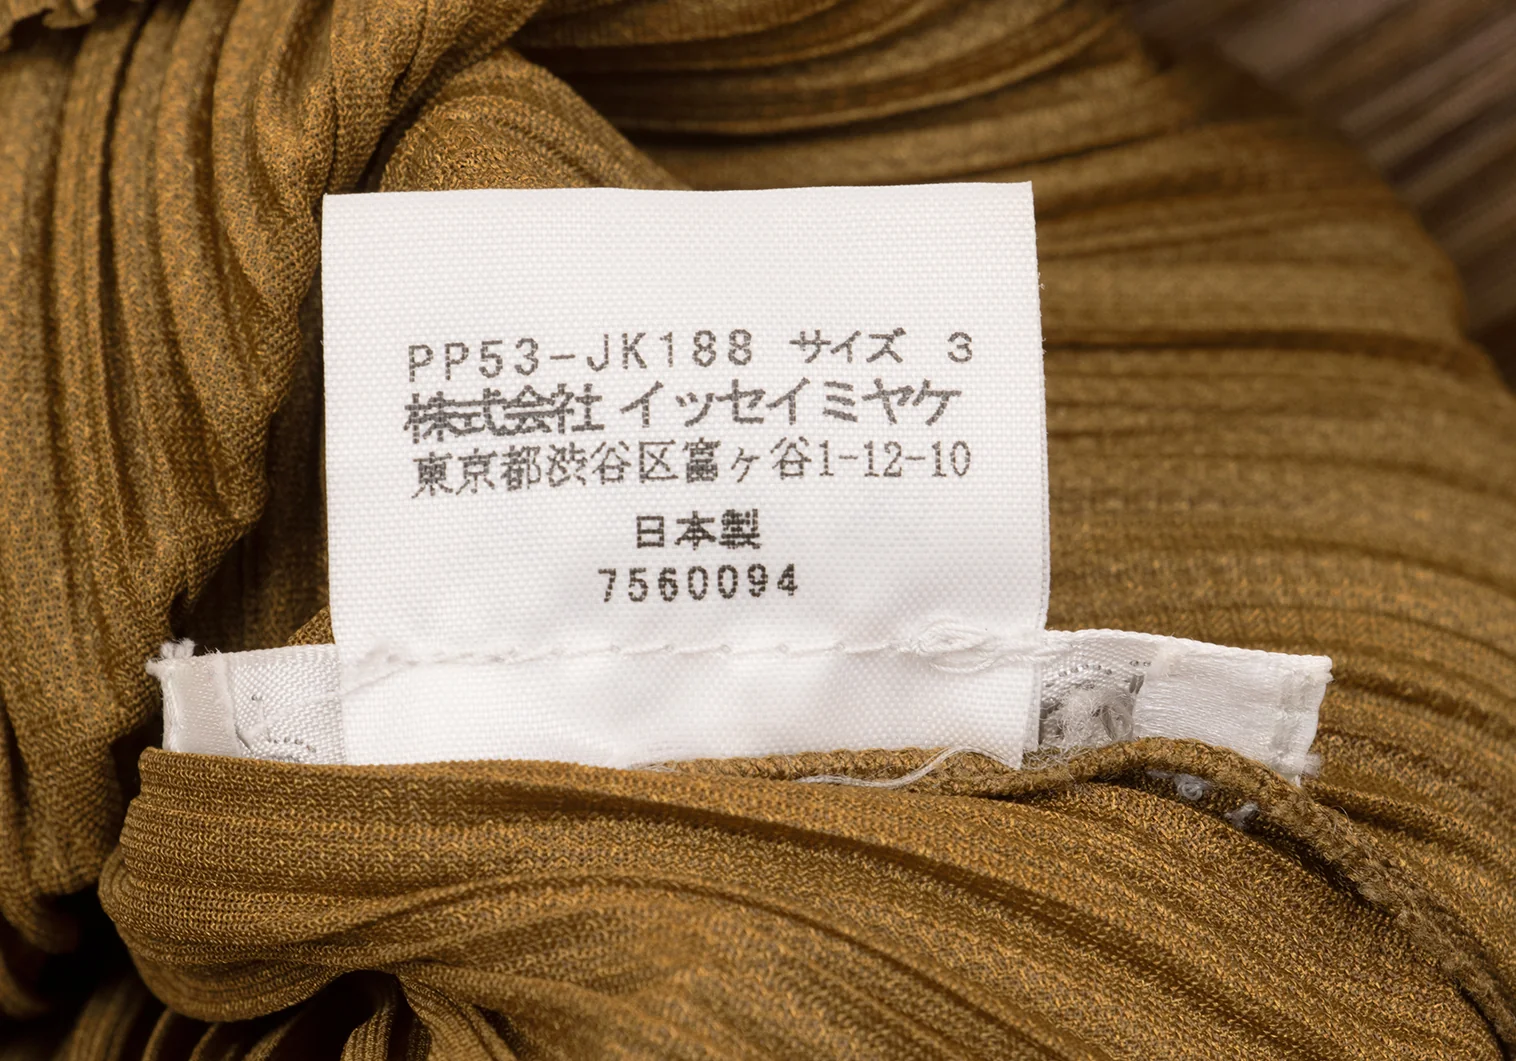 PP53-JK188 サイズ 3
株式会社 イッセイミヤケ
東京都渋谷区富ヶ谷1-12-10
日本製
7560094